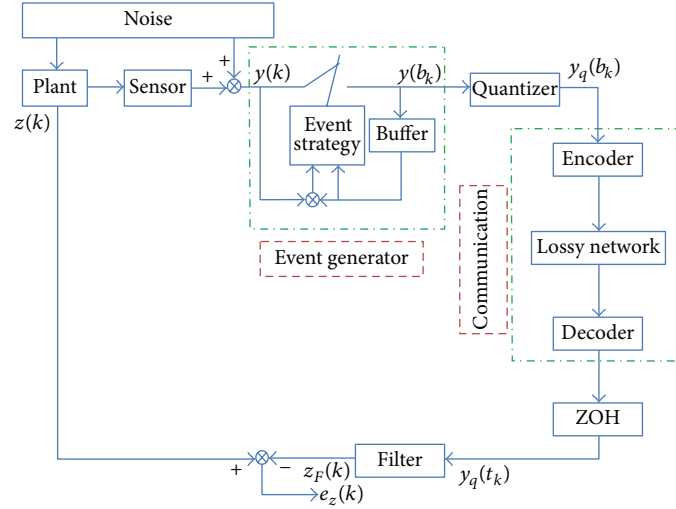 Noise
+
+
y(k)
y(b_k)
y_q(b_k)
Plant
Sensor
Quantizer
z(k)
Event
strategy
Buffer
Encoder
Communication
Lossy network
Event generator
Decoder
ZOH
+
−
z_F(k)
Filter
y_q(t_k)
e_z(k)